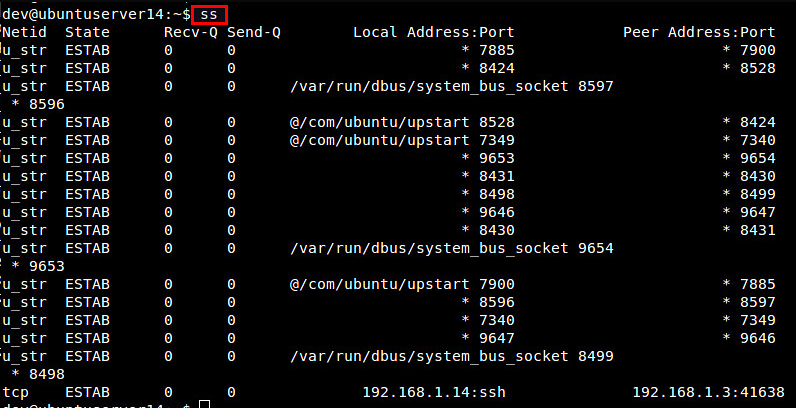 dev@ubuntuserver14:~$ ss
Netid State Recv-Q Send-Q Local Address:Port Peer Address:Port
u_str ESTAB 0 0 * 7885 * 7900
u_str ESTAB 0 0 * 8424 * 8528
u_str ESTAB 0 0 /var/run/dbus/system_bus_socket 8597
* 8596
u_str ESTAB 0 0 @/com/ubuntu/upstart 8528 * 8424
u_str ESTAB 0 0 @/com/ubuntu/upstart 7349 * 7340
u_str ESTAB 0 0 * 9653 * 9654
u_str ESTAB 0 0 * 8431 * 8430
u_str ESTAB 0 0 * 8498 * 8499
u_str ESTAB 0 0 * 9646 * 9647
u_str ESTAB 0 0 * 8430 * 8431
u_str ESTAB 0 0 /var/run/dbus/system_bus_socket 9654
* 9653
u_str ESTAB 0 0 @/com/ubuntu/upstart 7900 * 7885
u_str ESTAB 0 0 * 8596 * 8597
u_str ESTAB 0 0 * 7340 * 7349
u_str ESTAB 0 0 * 9647 * 9646
u_str ESTAB 0 0 /var/run/dbus/system_bus_socket 8499
* 8498
tcp ESTAB 0 0 192.168.1.14:ssh 192.168.1.3:41638
dev@ubuntuserver14:~$